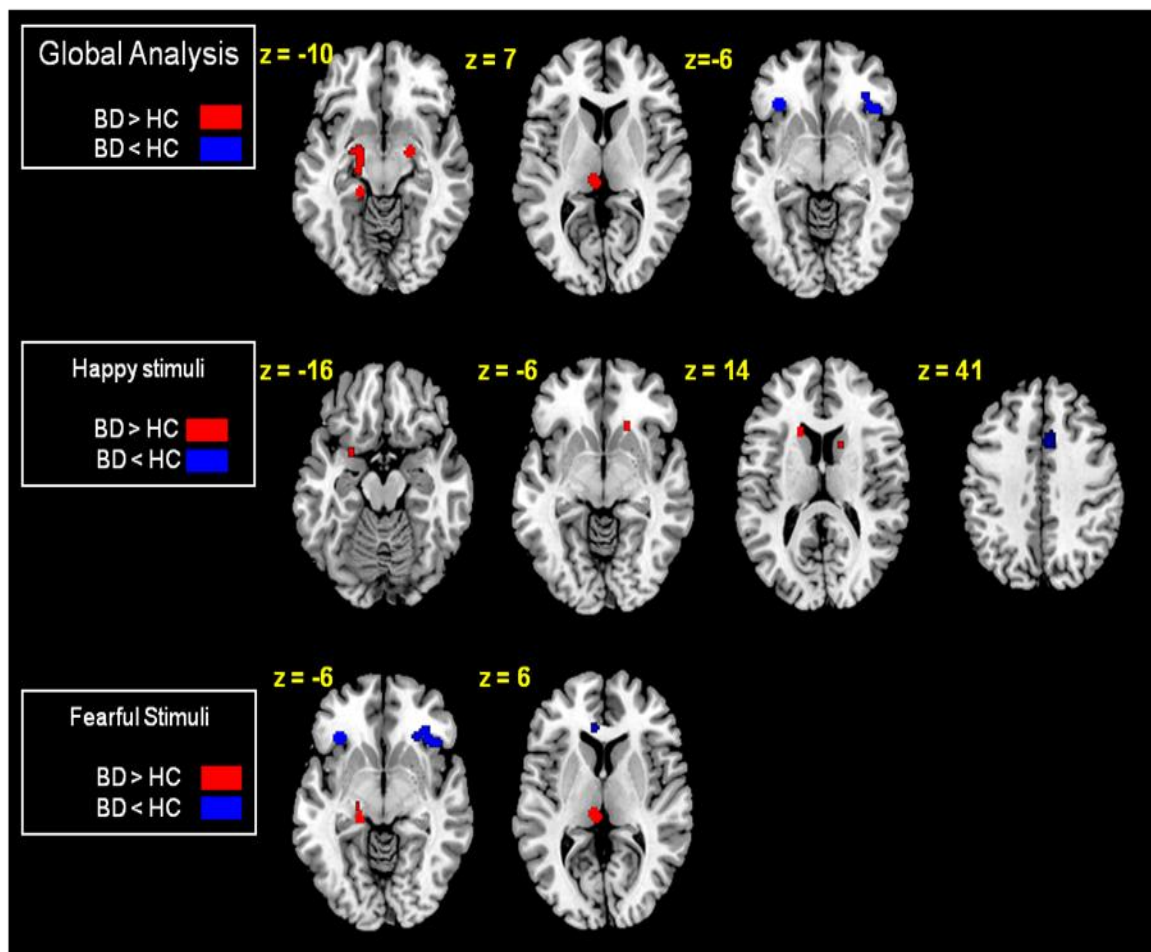 Global Analysis
BD > HC
BD < HC
z = -10
z = 7
z=-6
Happy stimuli
BD > HC
BD < HC
z = -16
z = -6
z = 14
z = 41
Fearful Stimuli
BD > HC
BD < HC
z = -6
z = 6